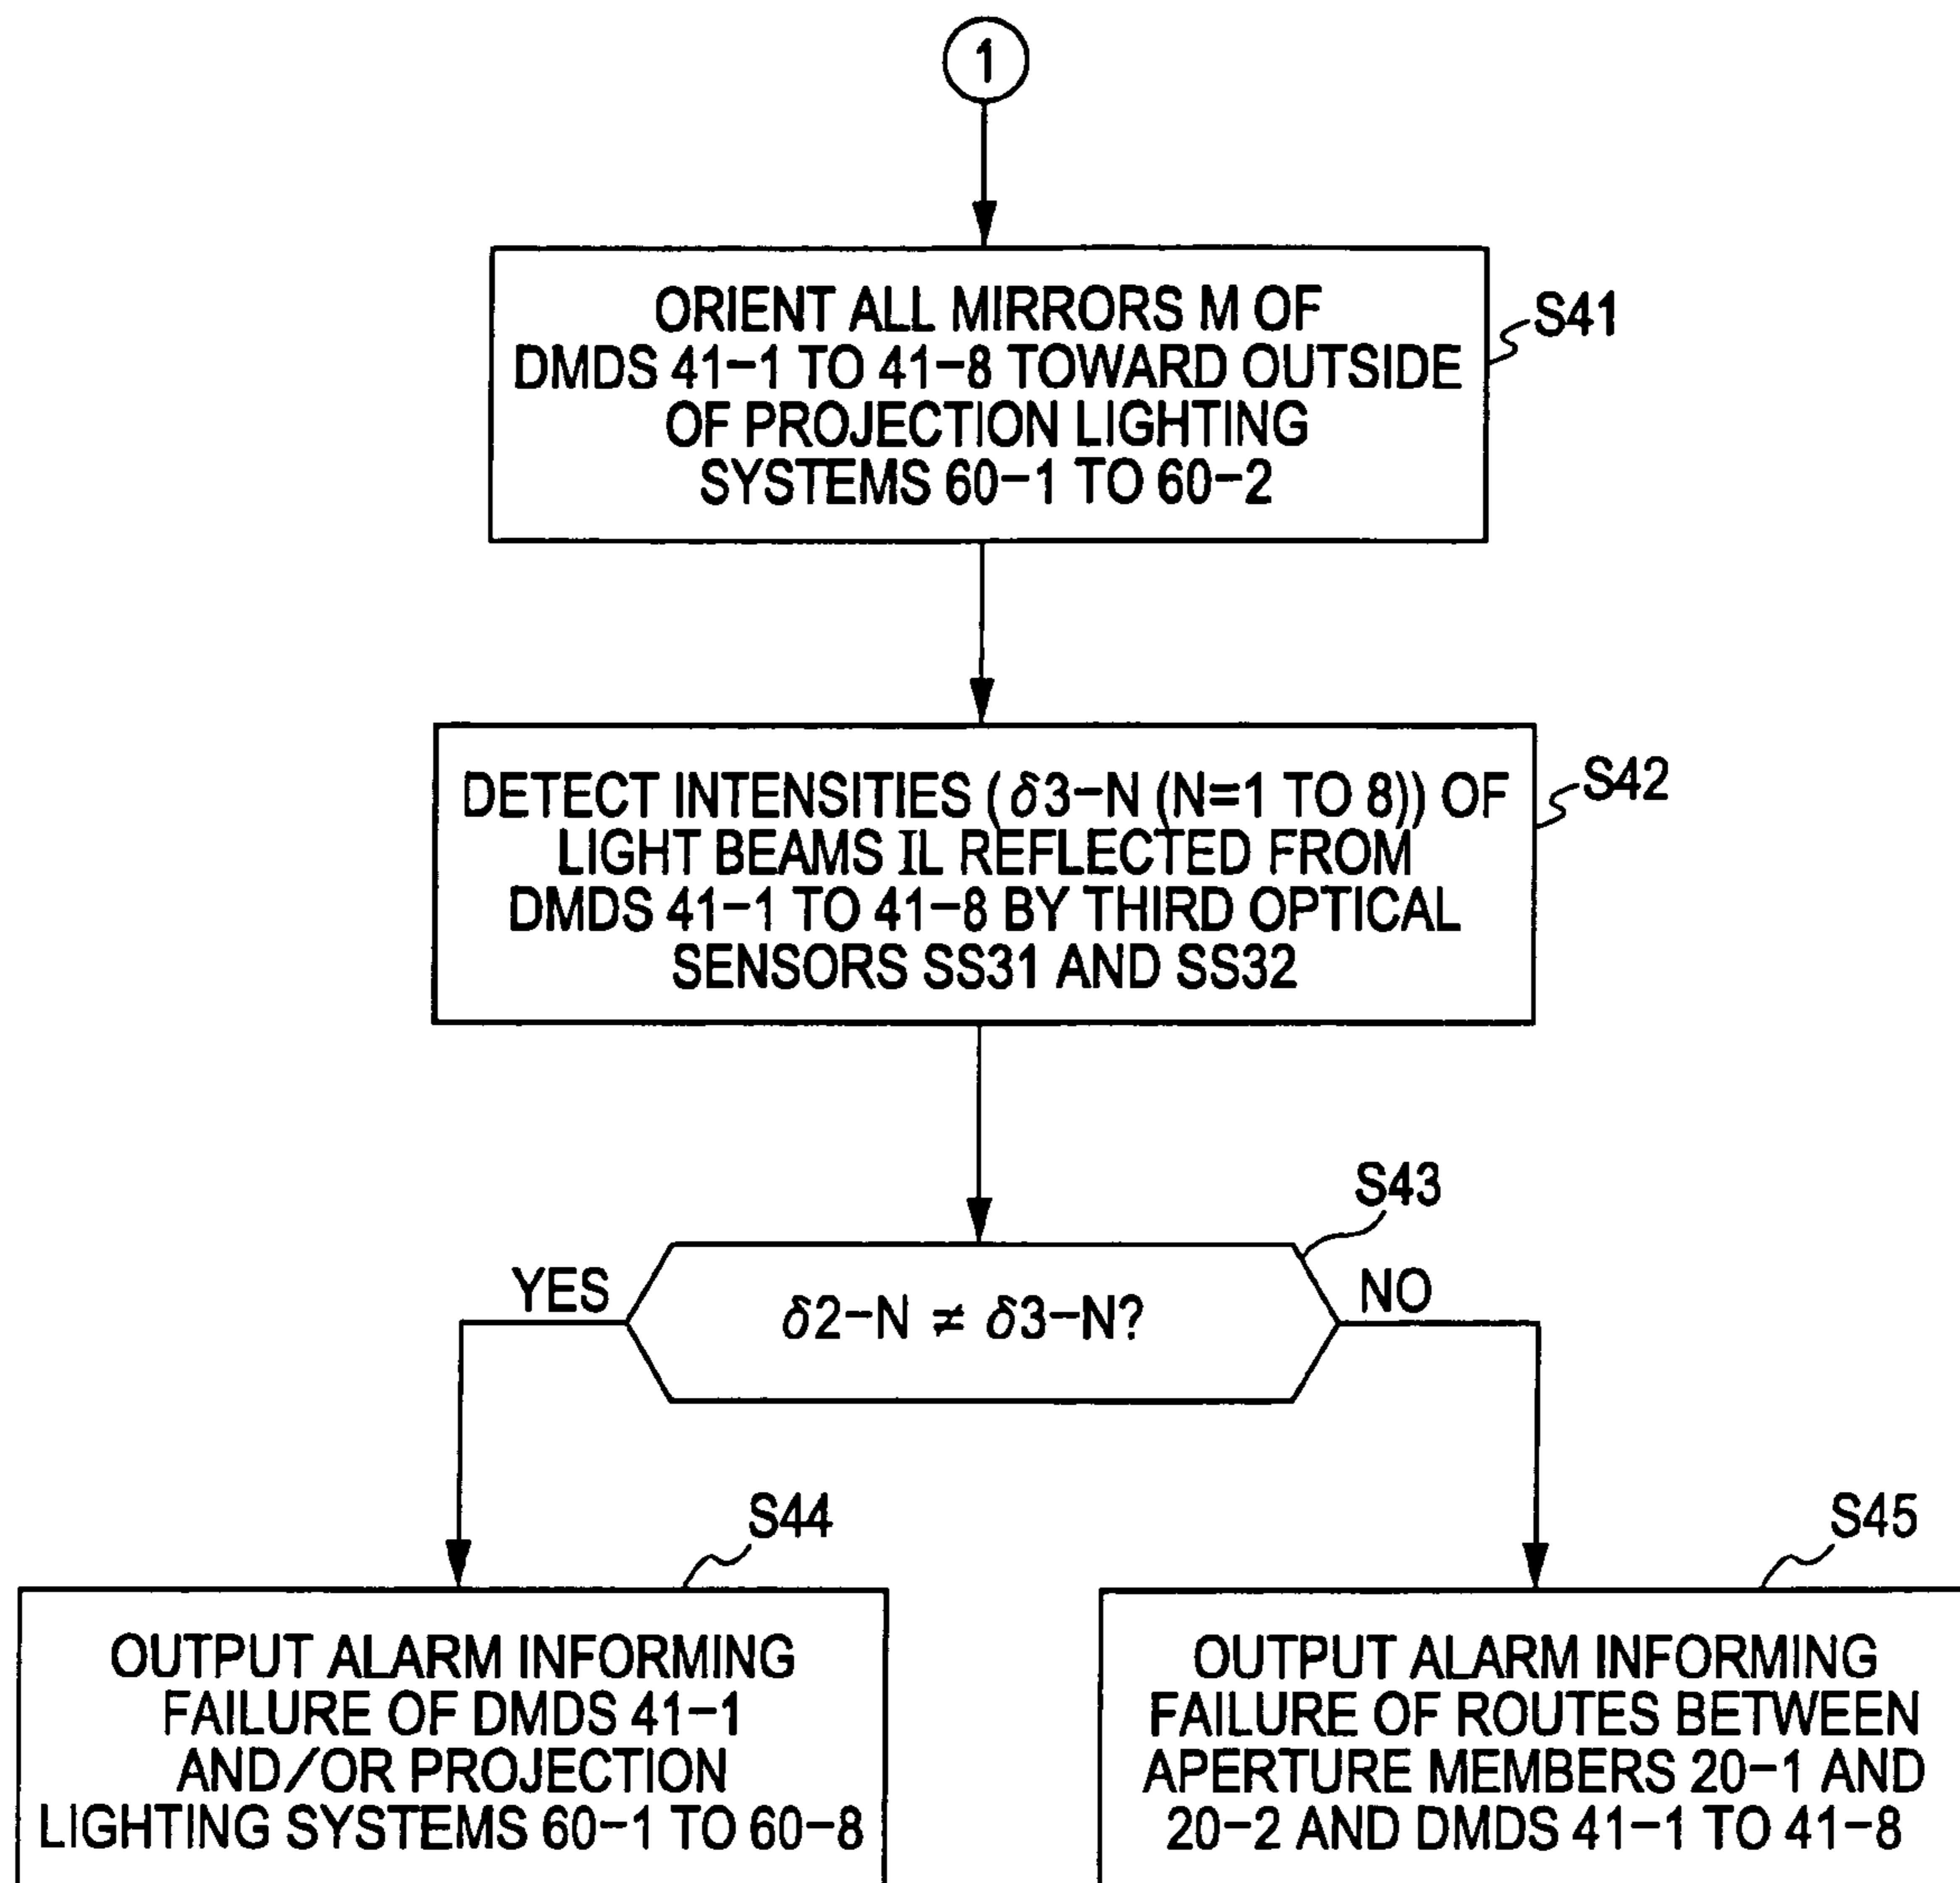 1
ORIENT ALL MIRRORS M OF
DMDS 41-1 TO 41-8 TOWARD OUTSIDE
OF PROJECTION LIGHTING
SYSTEMS 60-1 TO 60-2
S41
DETECT INTENSITIES (δ3-N (N=1 TO 8)) OF
LIGHT BEAMS IL REFLECTED FROM
DMDS 41-1 TO 41-8 BY THIRD OPTICAL
SENSORS SS31 AND SS32
S42
S43
YES
δ2-N ≠ δ3-N?
NO
S44
OUTPUT ALARM INFORMING
FAILURE OF DMDS 41-1
AND/OR PROJECTION
LIGHTING SYSTEMS 60-1 TO 60-8
S45
OUTPUT ALARM INFORMING
FAILURE OF ROUTES BETWEEN
APERTURE MEMBERS 20-1 AND
20-2 AND DMDS 41-1 TO 41-8